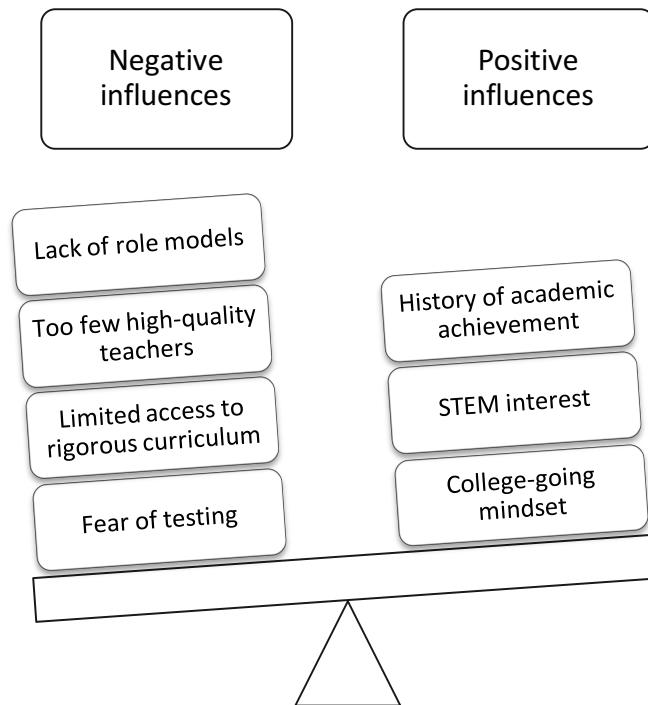 Negative
influences
Positive
influences
Lack of role models
Too few high-quality
teachers
Limited access to
rigorous curriculum
Fear of testing
History of academic
achievement
STEM interest
College-going
mindset